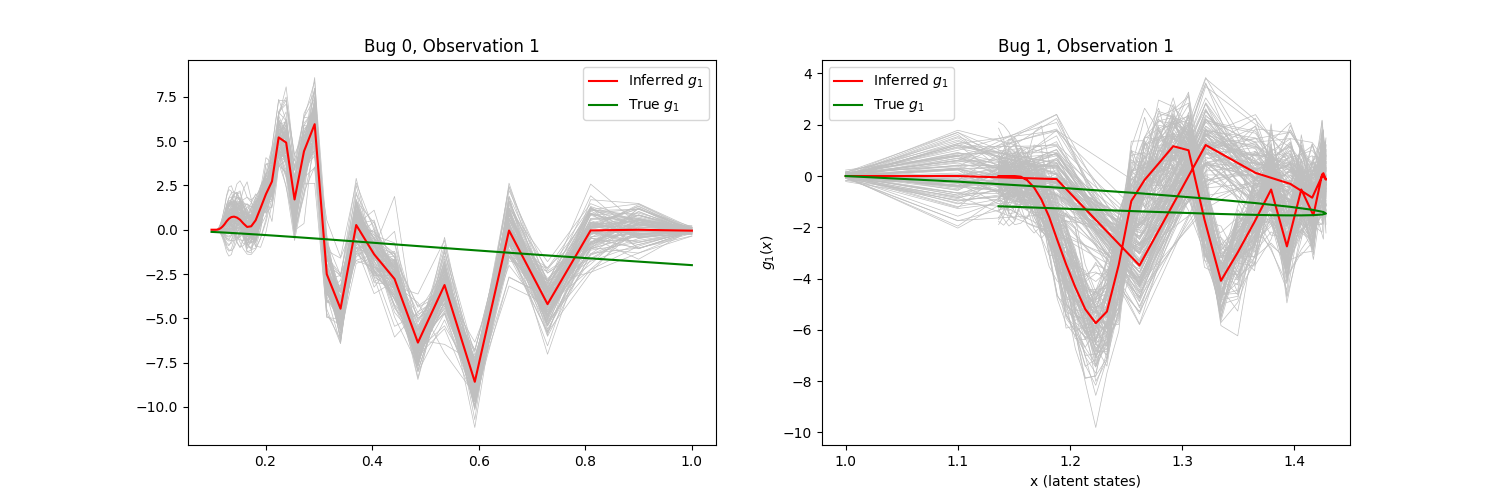 Bug 0, Observation 1
Inferred g₁
True g₁
7.5
5.0
2.5
0.0
−2.5
−5.0
−7.5
−10.0
0.2 0.4 0.6 0.8 1.0
Bug 1, Observation 1
Inferred g₁
True g₁
g₁(x)
4
2
0
−2
−4
−6
−8
−10
1.0 1.1 1.2 1.3 1.4
x (latent states)